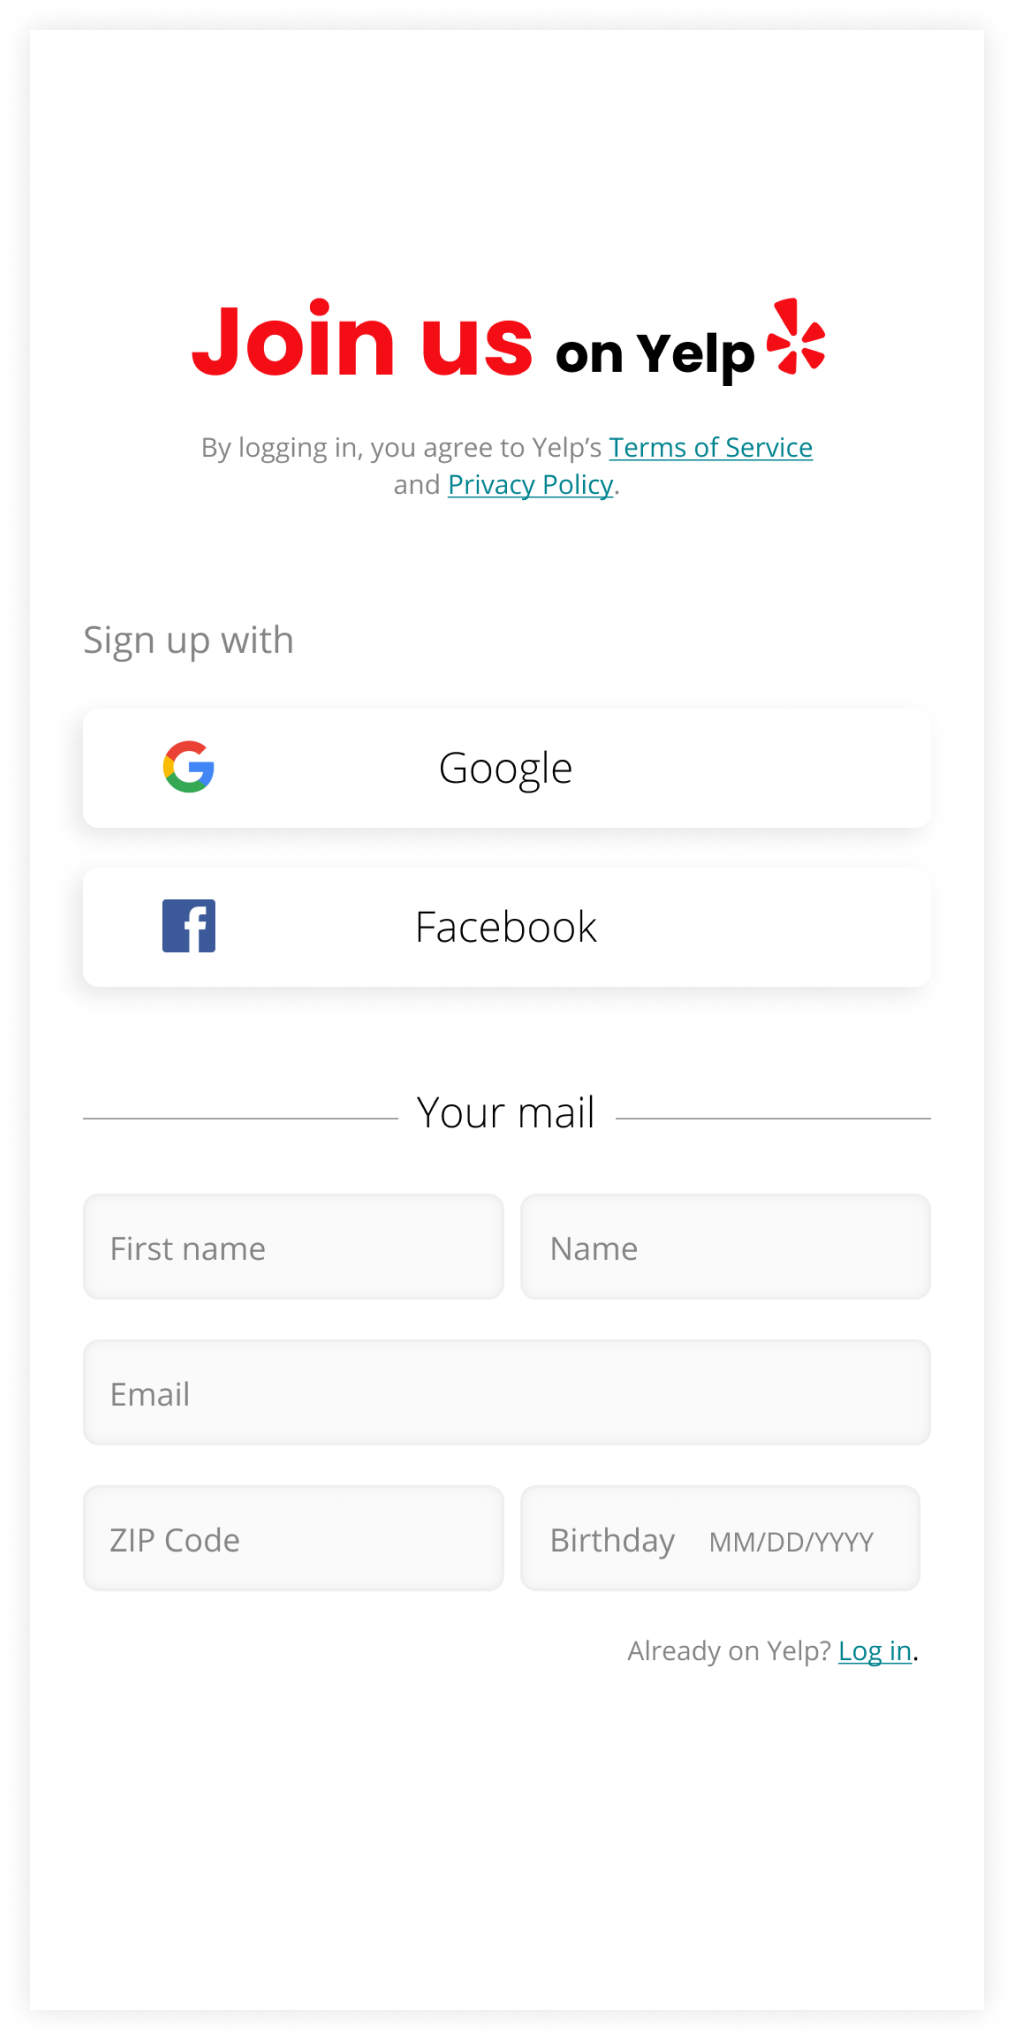 Join us on Yelp
By logging in, you agree to Yelp’s Terms of Service
and Privacy Policy.
Sign up with
Google
Facebook
Your mail
First name Name
Email
ZIP Code Birthday MM/DD/YYYY
Already on Yelp? Log in.